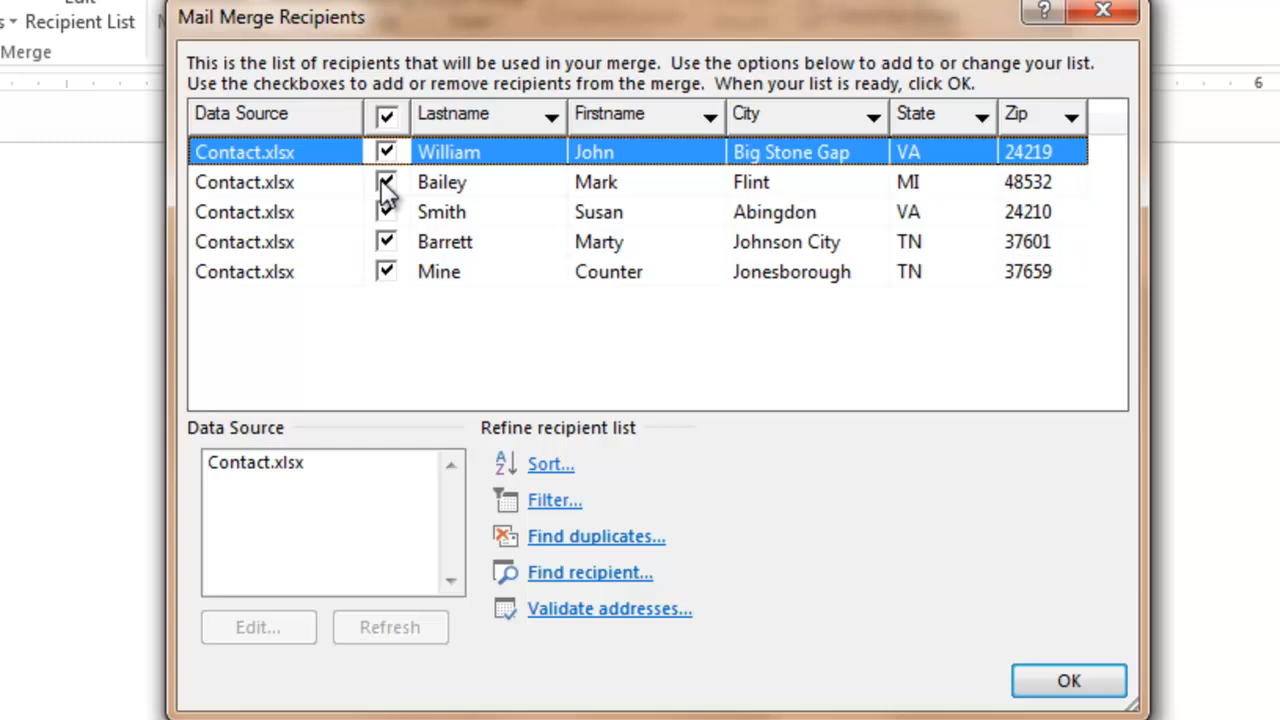 Edit
s Recipient List
Merge
6
Mail Merge Recipients
?
This is the list of recipients that will be used in your merge. Use the options below to add to or change your list.
Use the checkboxes to add or remove recipients from the merge. When your list is ready, click OK.
Data Source Lastname Firstname City State Zip
Contact.xlsx William John Big Stone Gap VA 24219
Contact.xlsx Bailey Mark Flint MI 48532
Contact.xlsx Smith Susan Abingdon VA 24210
Contact.xlsx Barrett Marty Johnson City TN 37601
Contact.xlsx Mine Counter Jonesborough TN 37659
Data Source
Contact.xlsx
Edit...
Refresh
Refine recipient list
Sort...
Filter...
Find duplicates...
Find recipient...
Validate addresses...
OK